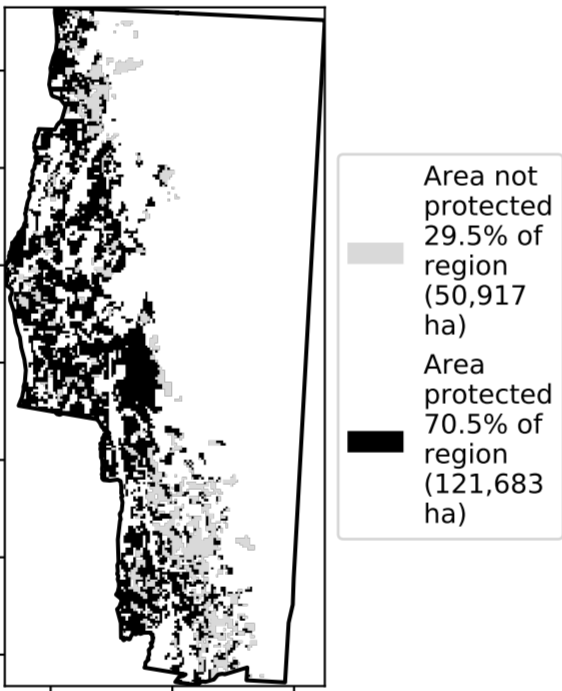 Area not
protected
29.5% of
region
(50,917
ha)
Area
protected
70.5% of
region
(121,683
ha)